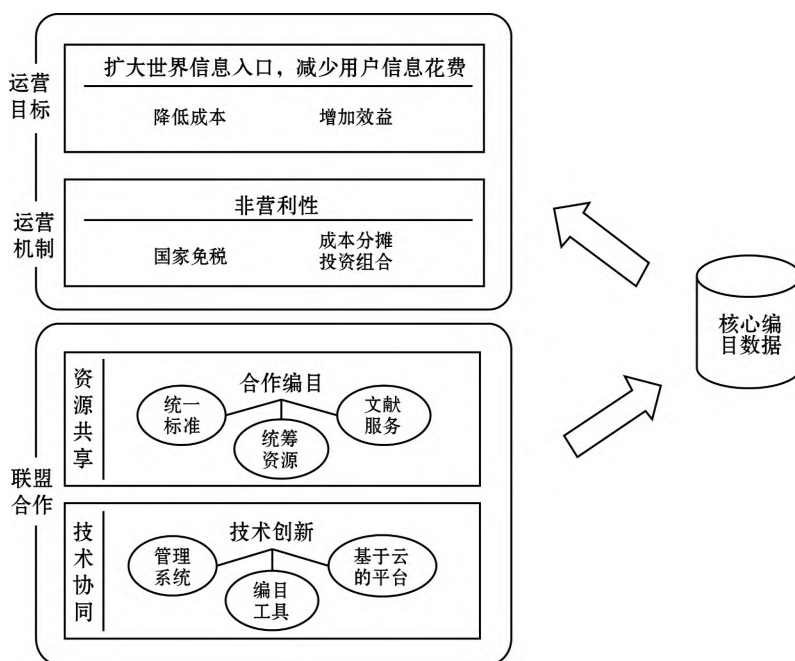 运营
目标
扩大世界信息入口，减少用户信息花费
降低成本
增加效益
运营
机制
非营利性
国家免税
成本分摊
投资组合
核心编
目数据
联盟
合作
资源共享
合作编目
统一
标准
统筹
资源
文献
服务
技术协同
技术创新
管理
系统
编目
工具
基于云
的平台